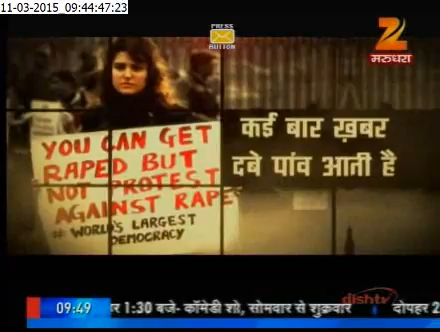 11-03-2015 09:44:47:23
PRESS
BUTTON
Z
मरुधरा
YOU CAN GET
RAPED BUT
NOT PROTEST
AGAINST RAPE
# WORLD'S LARGEST
DEMOCRACY
कई बार ख़बर
दबे पांव आती है
dishtv
09:49
र 1:30 बजे- कॉमेडी शो, सोमवार से शुक्रवार
दोपहर 2